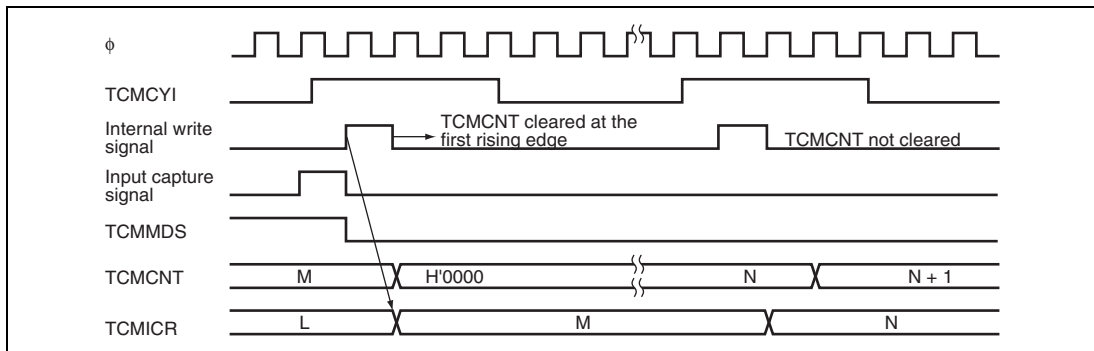 ϕ
TCMCYI
Internal write
signal
TCMCNT cleared at the
first rising edge
TCMCNT not cleared
Input capture
signal
TCMMDS
TCMCNT
M
H'0000
N
N + 1
TCMICR
L
M
N